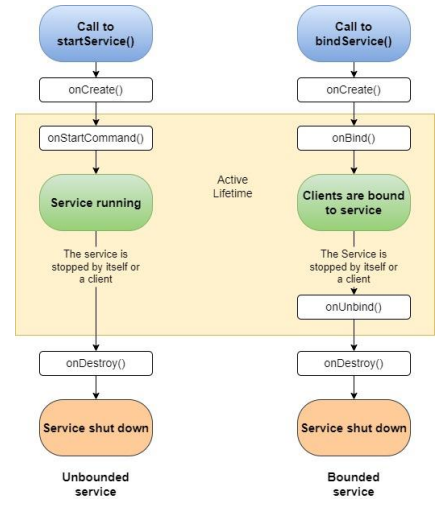 Call to
startService()
onCreate()
onStartCommand()
Service running
The service is
stopped by itself or
a client
onDestroy()
Service shut down
Unbounded
service
Active
Lifetime
Call to
bindService()
onCreate()
onBind()
Clients are bound
to service
The Service is
stopped by itself or
a client
onUnbind()
onDestroy()
Service shut down
Bounded
service